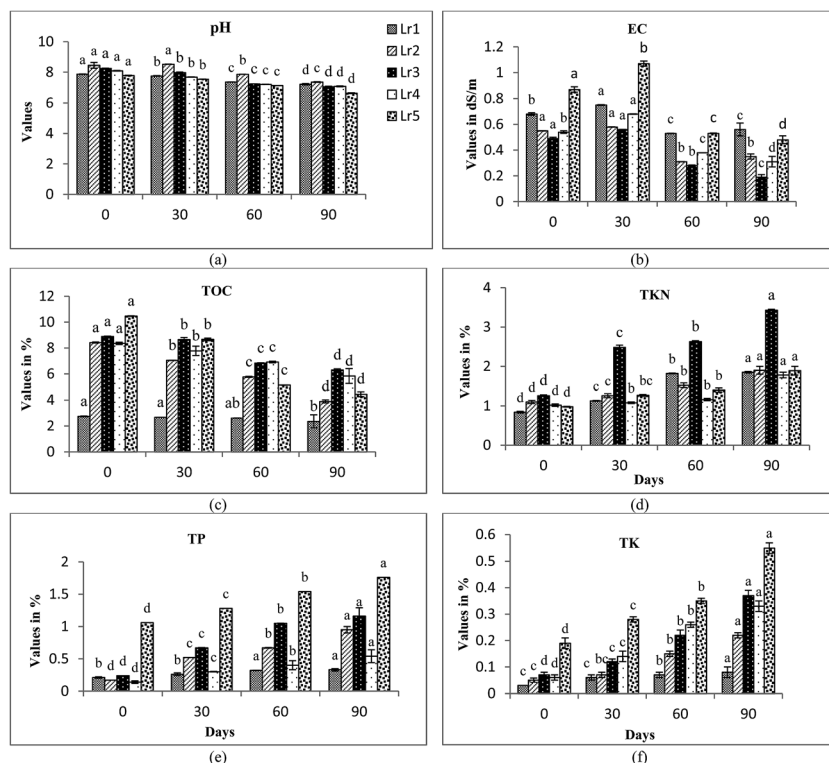 pH
Values
10
8
6
4
2
0
a a a a a
b a b b b
c b c c c
d c d d d
0 30 60 90
Lr1
Lr2
Lr3
Lr4
Lr5
(a)
EC
Values in dS/m
1.2
1
0.8
0.6
0.4
0.2
0
b a a b a
a a a a b
c b b c c
c b c d d
0 30 60 90
(b)
TOC
Values in %
12
10
8
6
4
2
0
a a a a a
a b b b b
ab c c c c
b d d d d
0 30 60 90
(c)
TKN
Values in %
4
3
2
1
0
d d d d d
c c c b bc
b b b b b
a a a a a
0 30 60 90
Days
(d)
TP
Values in %
2
1.5
1
0.5
0
b d d d d
b c c c c
a b b b b
a a a a a
0 30 60 90
Days
(e)
TK
Values in %
0.6
0.5
0.4
0.3
0.2
0.1
0
c c d d d
c bc c c c
b b b b b
a a a a a
0 30 60 90
Days
(f)